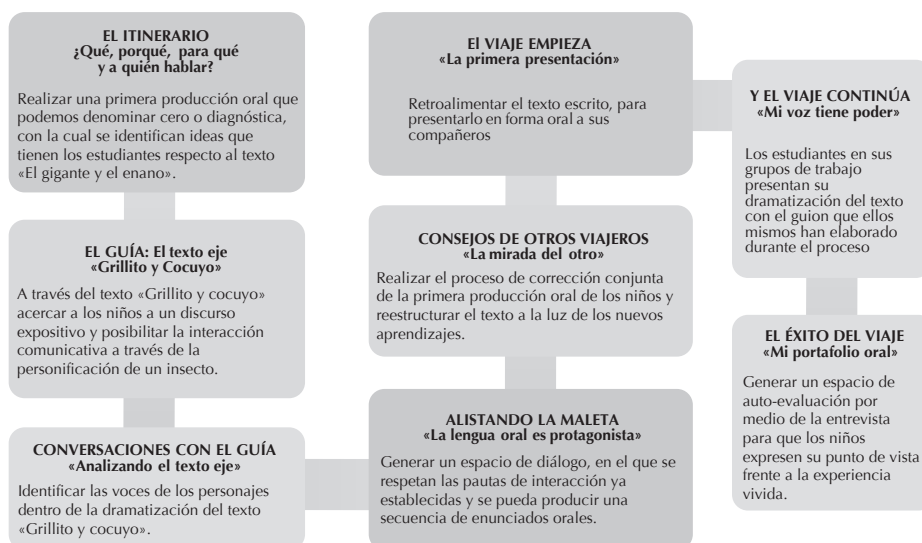 EL ITINERARIO
¿Qué, porqué, para qué
y a quién hablar?
Realizar una primera producción oral que
podemos denominar cero o diagnóstica,
con la cual se identifican ideas que
tienen los estudiantes respecto al texto
«El gigante y el enano».
EL GUÍA: El texto eje
«Grillito y Cocuyo»
A través del texto «Grillito y cocuyo»
acercar a los niños a un discurso
expositivo y posibilitar la interacción
comunicativa a través de la
personificación de un insecto.
CONVERSACIONES CON EL GUÍA
«Analizando el texto eje»
Identificar las voces de los personajes
dentro de la dramatización del texto
«Grillito y cocuyo».
ALISTANDO LA MALETA
«La lengua oral es protagonista»
Generar un espacio de diálogo, en el que se
respetan las pautas de interacción ya
establecidas y se pueda producir una
secuencia de enunciados orales.
CONSEJOS DE OTROS VIAJEROS
«La mirada del otro»
Realizar el proceso de corrección conjunta
de la primera producción oral de los niños y
reestructurar el texto a la luz de los nuevos
aprendizajes.
El VIAJE EMPIEZA
«La primera presentación»
Retroalimentar el texto escrito, para
presentarlo en forma oral a sus
compañeros
Y EL VIAJE CONTINÚA
«Mi voz tiene poder»
Los estudiantes en sus
grupos de trabajo
presentan su
dramatización del texto
con el guion que ellos
mismos han elaborado
durante el proceso
EL ÉXITO DEL VIAJE
«Mi portafolio oral»
Generar un espacio de
auto-evaluación por
medio de la entrevista
para que los niños
expresen su punto de vista
frente a la experiencia
vivida.